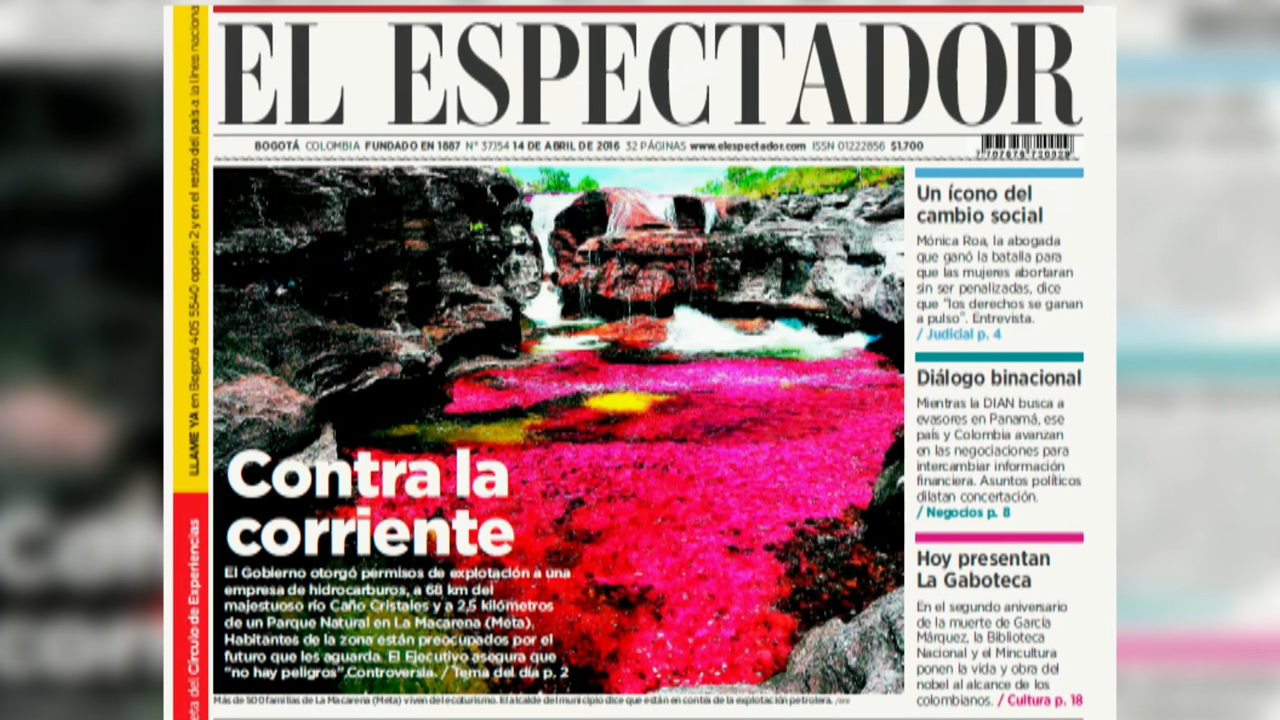 EL ESPECTADOR
BOGOTÁ COLOMBIA FUNDADO EN 1887 Nº 37.154 14 DE ABRIL DE 2016 32 PÁGINAS www.elespectador.com ISSN 01222856 $1.700
LLAME YA en Bogotá 405 5540 opción 2 y en el resto del país a la línea naciona
eta del Círculo de Experiencias
Contra la
corriente
El Gobierno otorgó permisos de explotación a una
empresa de hidrocarburos, a 68 km del
majestuoso río Caño Cristales y a 2,5 kilómetros
de un Parque Natural en La Macarena (Meta).
Habitantes de la zona están preocupados por el
futuro que les aguarda. El Ejecutivo asegura que
"no hay peligros".Controversia. / Tema del día p. 2
Más de 500 familias de La Macarena (Meta) viven del ecoturismo. El alcalde del municipio dice que están en contra de la explotación petrolera.
Un ícono del
cambio social
Mónica Roa, la abogada
que ganó la batalla para
que las mujeres abortaran
sin ser penalizadas, dice
que "los derechos se ganan
a pulso". Entrevista.
/ Judicial p. 4
Diálogo binacional
Mientras la DIAN busca a
evasores en Panamá, ese
país y Colombia avanzan
en las negociaciones para
intercambiar información
financiera. Asuntos políticos
dilatan concertación.
/ Negocios p. 8
Hoy presentan
La Gaboteca
En el segundo aniversario
de la muerte de García
Márquez, la Biblioteca
Nacional y el Mincultura
ponen la vida y obra del
nobel al alcance de los
colombianos. / Cultura p. 18